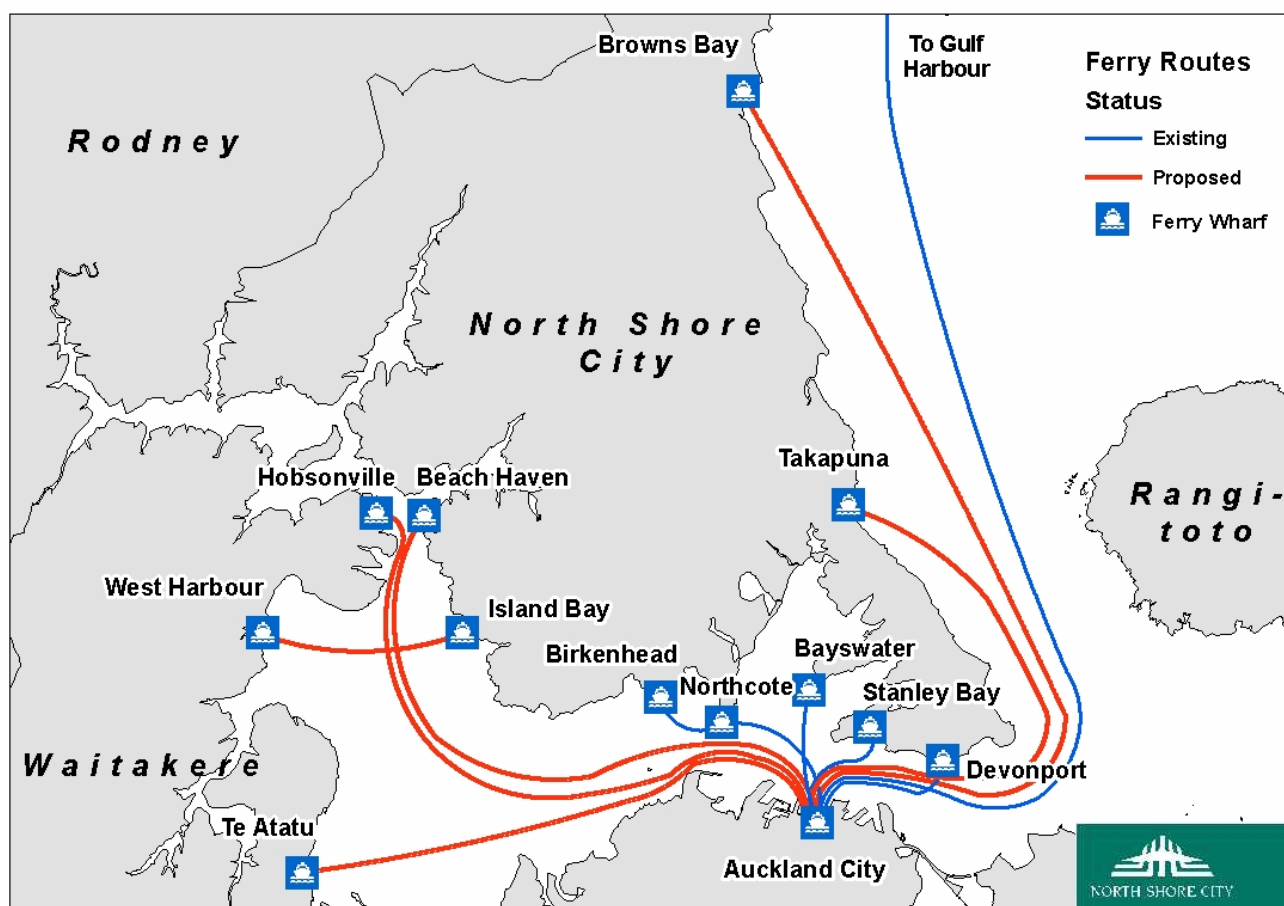 Browns Bay
To Gulf
Harbour
Ferry Routes
Status
Existing
Proposed
Ferry Wharf
Rodney
North Shore
City
Takapuna
Rangi-
toto
Hobsonville
Beach Haven
West Harbour
Island Bay
Birkenhead
Northcote
Bayswater
Stanley Bay
Devonport
Waitakere
Te Atatu
Auckland City
NORTH SHORE CITY